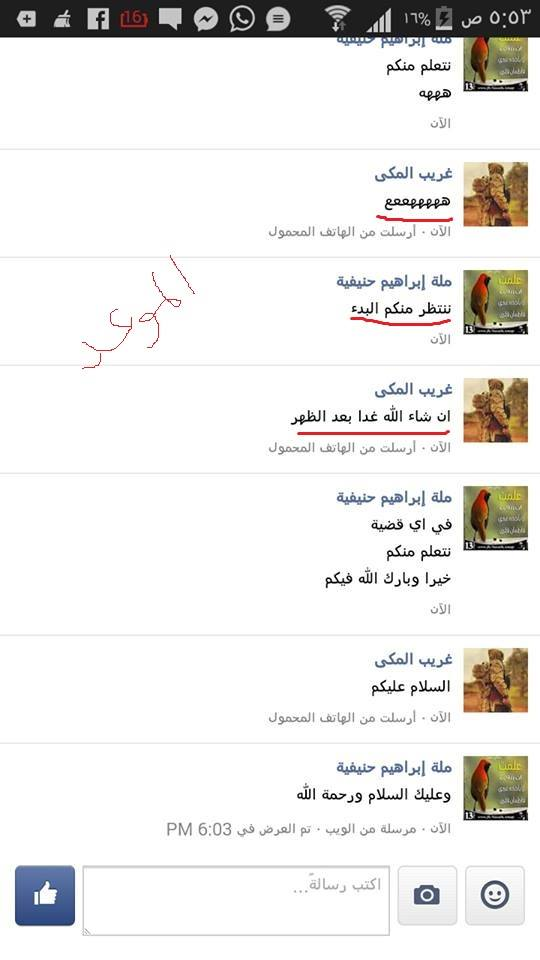 ٥:٥٣ ص
١٦%
16
ملة إبراهيم حنيفية
نتعلم منكم
هههه
الآن
غريب المكى
هههههههععع
الآن · أرسلت من الهاتف المحمول
ملة إبراهيم حنيفية
ننتظر منكم البدء
الآن
الموعد
غريب المكى
ان شاء الله غدا بعد الظهر
الآن · أرسلت من الهاتف المحمول
ملة إبراهيم حنيفية
في اي قضية
نتعلم منكم
خيرا وبارك الله فيكم
الآن
غريب المكى
السلام عليكم
الآن · أرسلت من الهاتف المحمول
ملة إبراهيم حنيفية
وعليك السلام ورحمة الله
الآن · مرسلة من الويب · تم العرض في 6:03 PM
اكتب رسالةً...